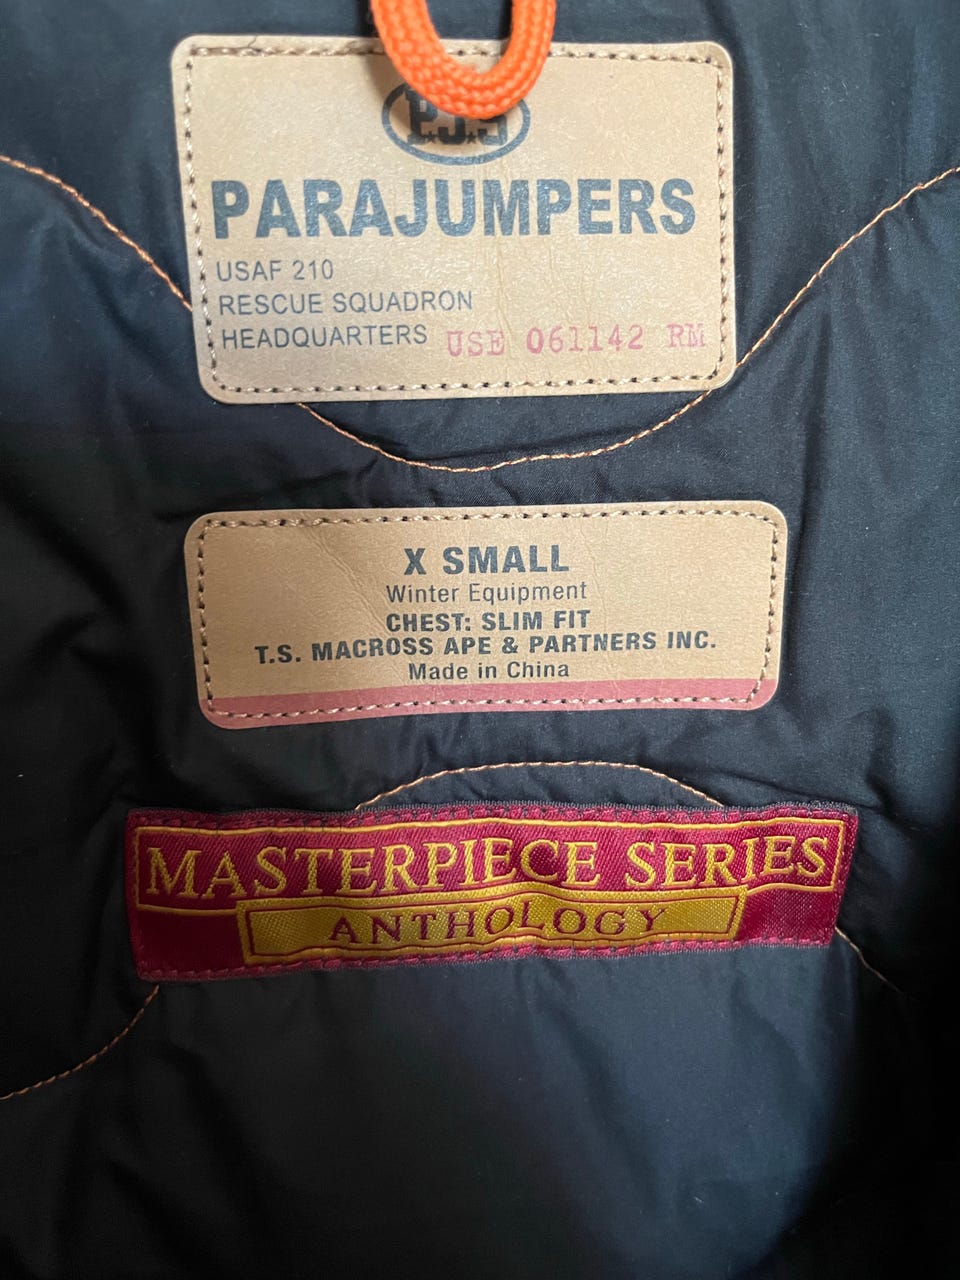 P.J.S
PARAJUMPERS
USAF 210
RESCUE SQUADRON
HEADQUARTERS USE 061142 RM
X SMALL
Winter Equipment
CHEST: SLIM FIT
T.S. MACROSS APE & PARTNERS INC.
Made in China
MASTERPIECE SERIES
ANTHOLOGY